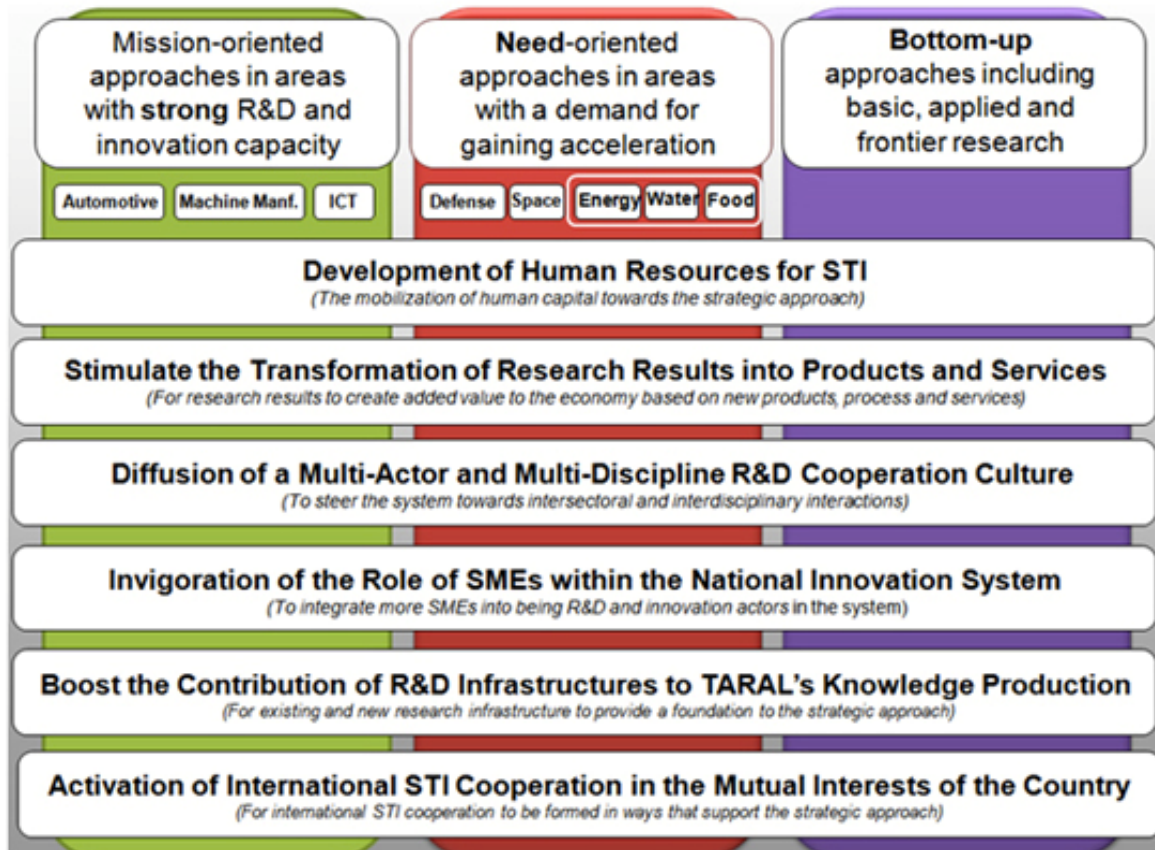 Mission-oriented
approaches in areas
with strong R&D and
innovation capacity
Need-oriented
approaches in areas
with a demand for
gaining acceleration
Bottom-up
approaches including
basic, applied and
frontier research
Automotive
Machine Manf.
ICT
Defense
Space
Energy
Water
Food
Development of Human Resources for STI
(The mobilization of human capital towards the strategic approach)
Stimulate the Transformation of Research Results into Products and Services
(For research results to create added value to the economy based on new products, process and services)
Diffusion of a Multi-Actor and Multi-Discipline R&D Cooperation Culture
(To steer the system towards intersectoral and interdisciplinary interactions)
Invigoration of the Role of SMEs within the National Innovation System
(To integrate more SMEs into being R&D and innovation actors in the system)
Boost the Contribution of R&D Infrastructures to TARAL's Knowledge Production
(For existing and new research infrastructure to provide a foundation to the strategic approach)
Activation of International STI Cooperation in the Mutual Interests of the Country
(For international STI cooperation to be formed in ways that support the strategic approach)